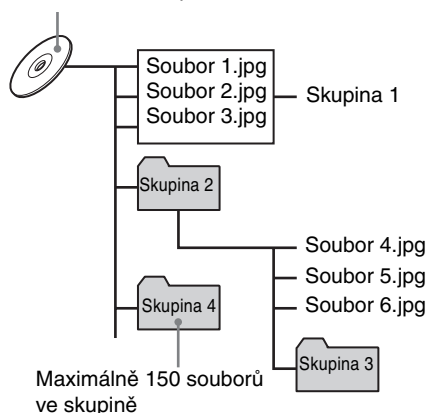 Soubor 1.jpg
Soubor 2.jpg
Soubor 3.jpg
Skupina 1
Skupina 2
Soubor 4.jpg
Soubor 5.jpg
Soubor 6.jpg
Skupina 4
Skupina 3
Maximálně 150 souborů
ve skupině